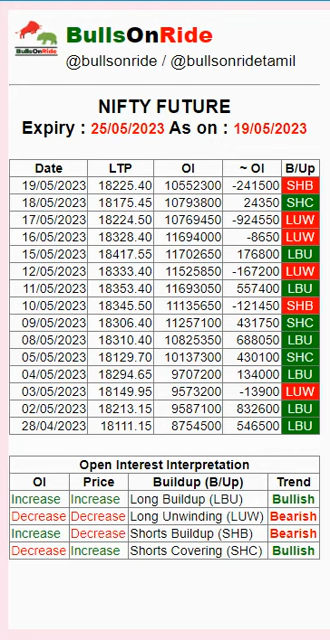 BullsOnRide
BullsOnRide
@bullsonride / @bullsonridetamil
NIFTY FUTURE
Expiry : 25/05/2023 As on : 19/05/2023
Date LTP OI ~ OI B/Up
19/05/2023 18225.40 10552300 -241500 SHB
18/05/2023 18175.45 10793800 24350 SHC
17/05/2023 18224.50 10769450 -924550 LUW
16/05/2023 18328.40 11694000 -8650 LUW
15/05/2023 18417.55 11702650 176800 LBU
12/05/2023 18333.40 11525850 -167200 LUW
11/05/2023 18353.40 11693050 557400 LBU
10/05/2023 18345.50 11135650 -121450 SHB
09/05/2023 18306.40 11257100 431750 SHC
08/05/2023 18310.40 10825350 688050 LBU
05/05/2023 18129.70 10137300 430100 SHC
04/05/2023 18294.65 9707200 134000 LBU
03/05/2023 18149.95 9573200 -13900 LUW
02/05/2023 18213.15 9587100 832600 LBU
28/04/2023 18111.15 8754500 546500 LBU
Open Interest Interpretation
OI Price Buildup (B/Up) Trend
Increase Increase Long Buildup (LBU) Bullish
Decrease Decrease Long Unwinding (LUW) Bearish
Increase Decrease Shorts Buildup (SHB) Bearish
Decrease Increase Shorts Covering (SHC) Bullish